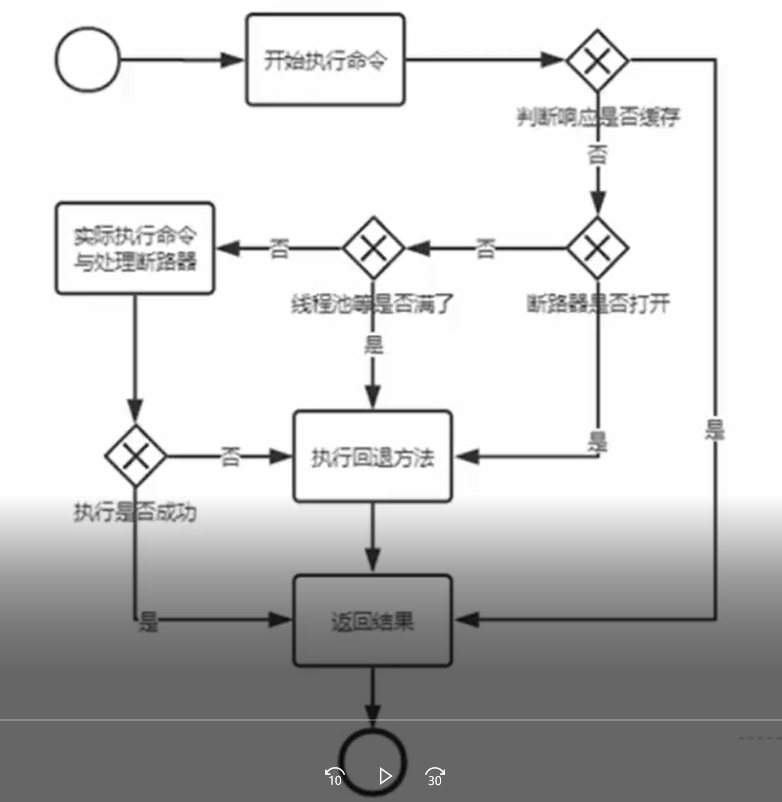 开始执行命令
判断响应是否缓存
否
实际执行命令
与处理断路器
否
否
线程池等是否满了
断路器是否打开
是
是
是
否
执行回退方法
执行是否成功
是
返回结果
10
30